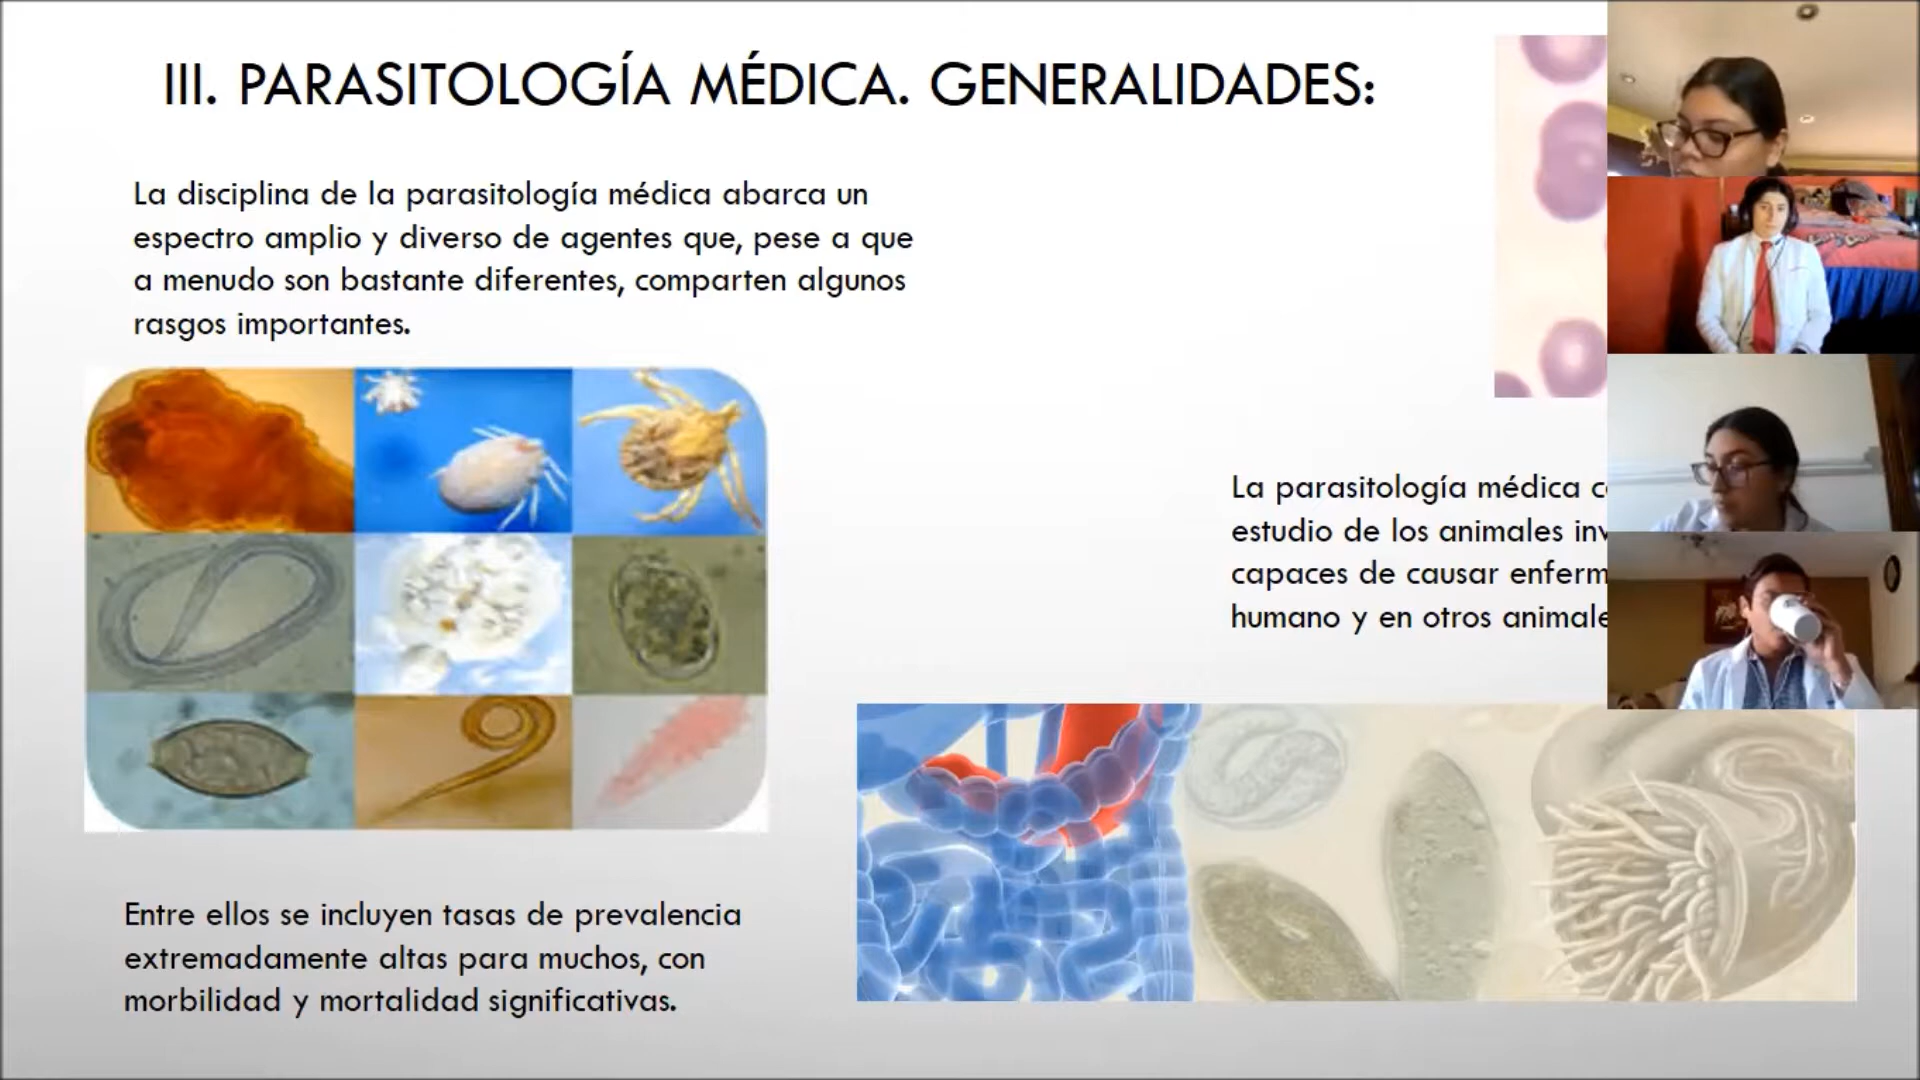 III. PARASITOLOGÍA MÉDICA. GENERALIDADES:
La disciplina de la parasitología médica abarca un
espectro amplio y diverso de agentes que, pese a que
a menudo son bastante diferentes, comparten algunos
rasgos importantes.
La parasitología médica
estudio de los animales
capaces de causar
humano y en otros
Entre ellos se incluyen tasas de prevalencia
extremadamente altas para muchos, con
morbilidad y mortalidad significativas.